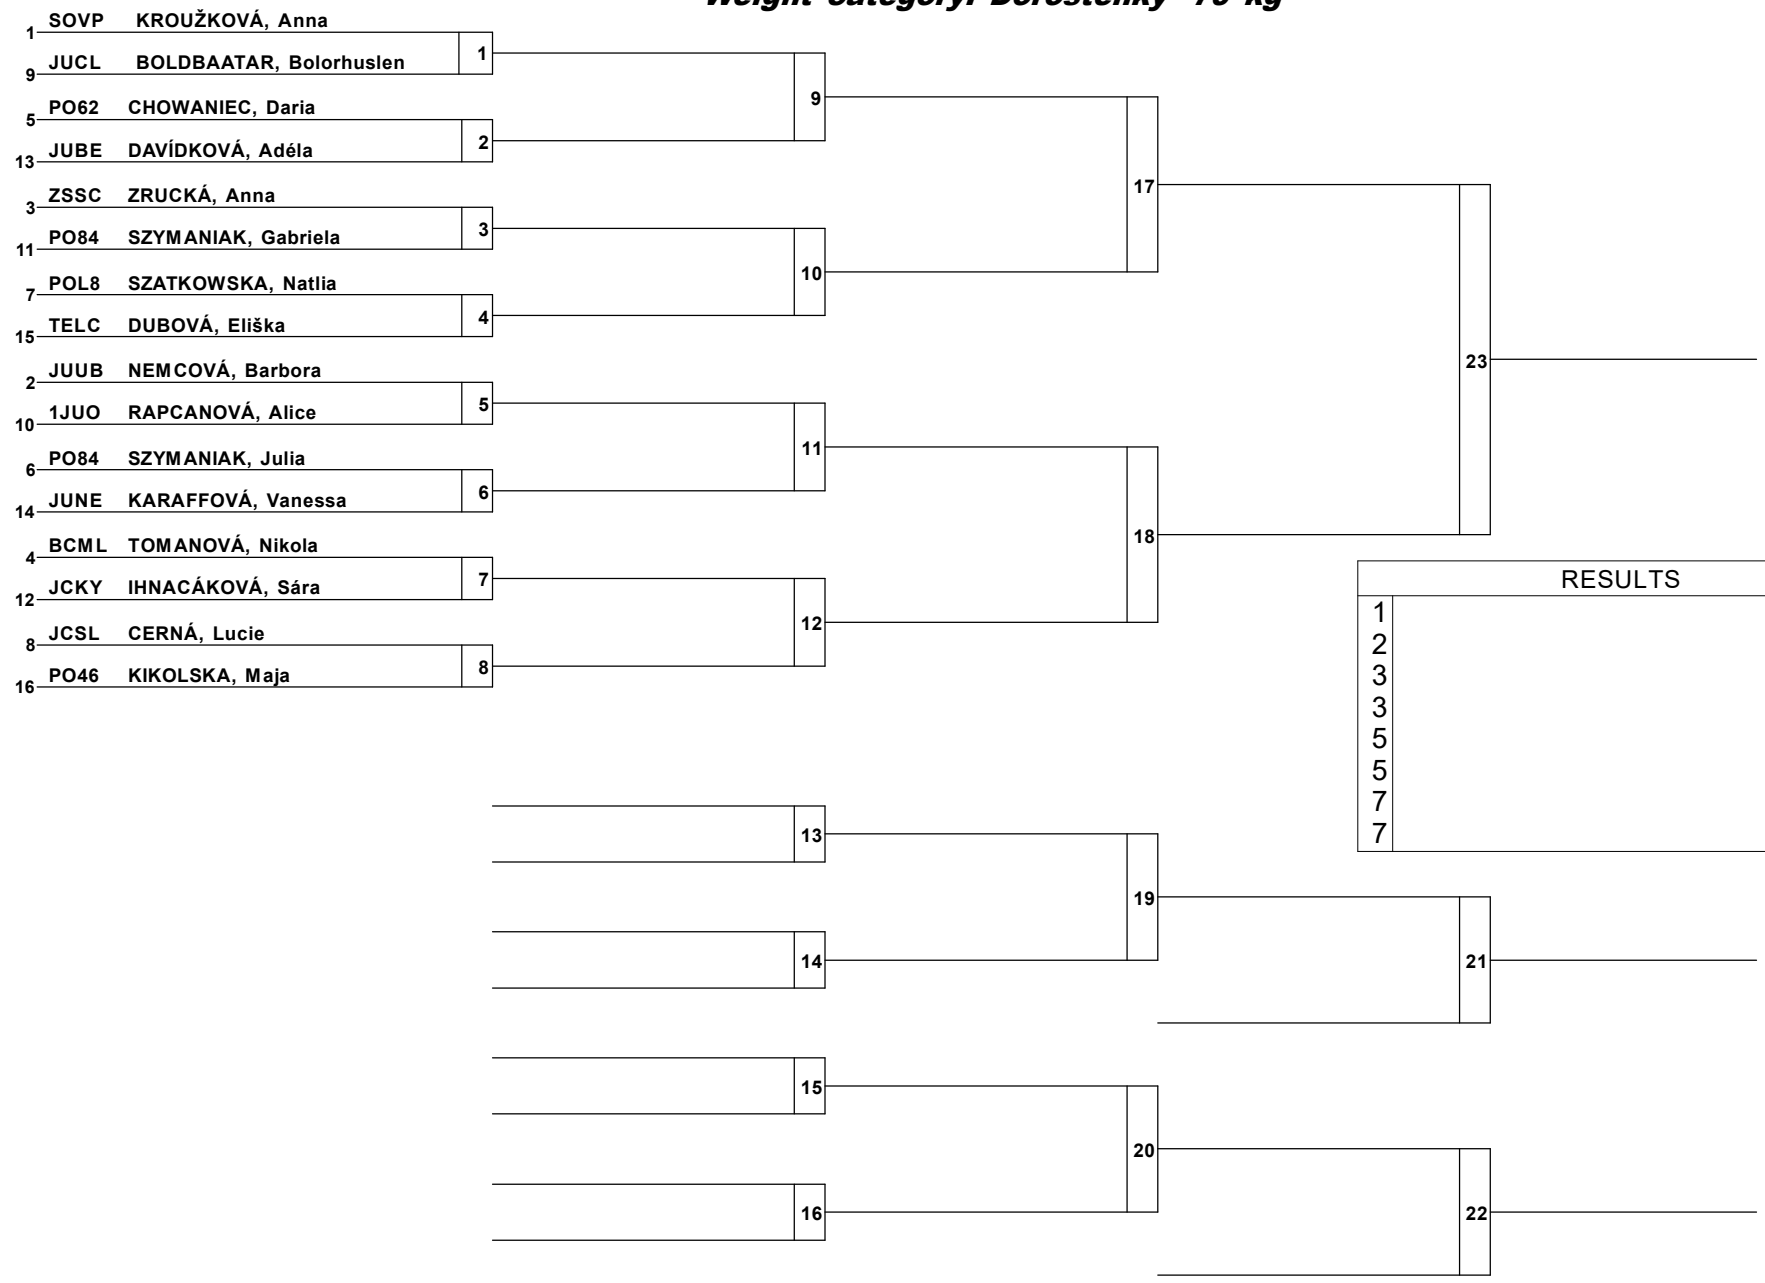 1 SOVP KROUŽKOVÁ, Anna
1
9 JUCL BOLDBAATAR, Bolorhuslen
9
5 PO62 CHOWANIEC, Daria
2
13 JUBE DAVÍDKOVÁ, Adéla
17
3 ZSSC ZRUCKÁ, Anna
3
11 PO84 SZYMANIAK, Gabriela
10
7 POL8 SZATKOWSKA, Natlia
4
15 TELC DUBOVÁ, Eliška
23
2 JUUB NEMCOVÁ, Barbora
5
10 1JUO RAPCANOVÁ, Alice
11
6 PO84 SZYMANIAK, Julia
6
14 JUNE KARAFFOVÁ, Vanessa
18
4 BCML TOMANOVÁ, Nikola
7
12 JCKY IHNACÁKOVÁ, Sára
12
8 JCSL CERNÁ, Lucie
8
16 PO46 KIKOLSKA, Maja
RESULTS
1
2
3
3
5
5
7
7
13
19
14
21
15
20
16
22